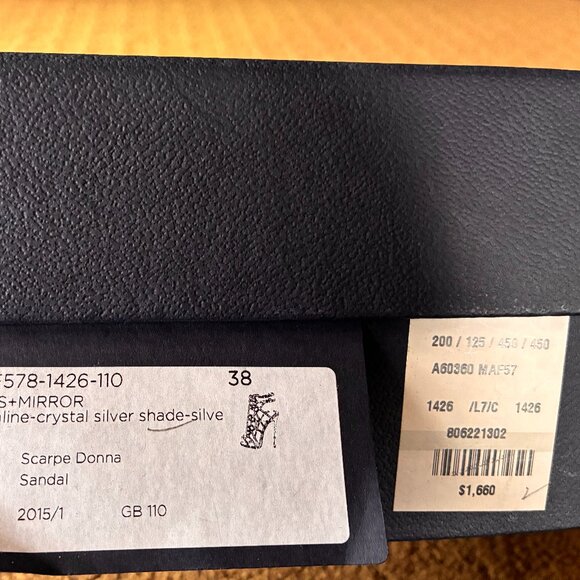 F578-1426-110 38
S+MIRROR
line-crystal silver shade-silve
Scarpe Donna
Sandal
2015/1 GB 110
200 / 125 / 450 / 450
A60360 MAF57
1426 /L7/C 1426
806221302
$1,660